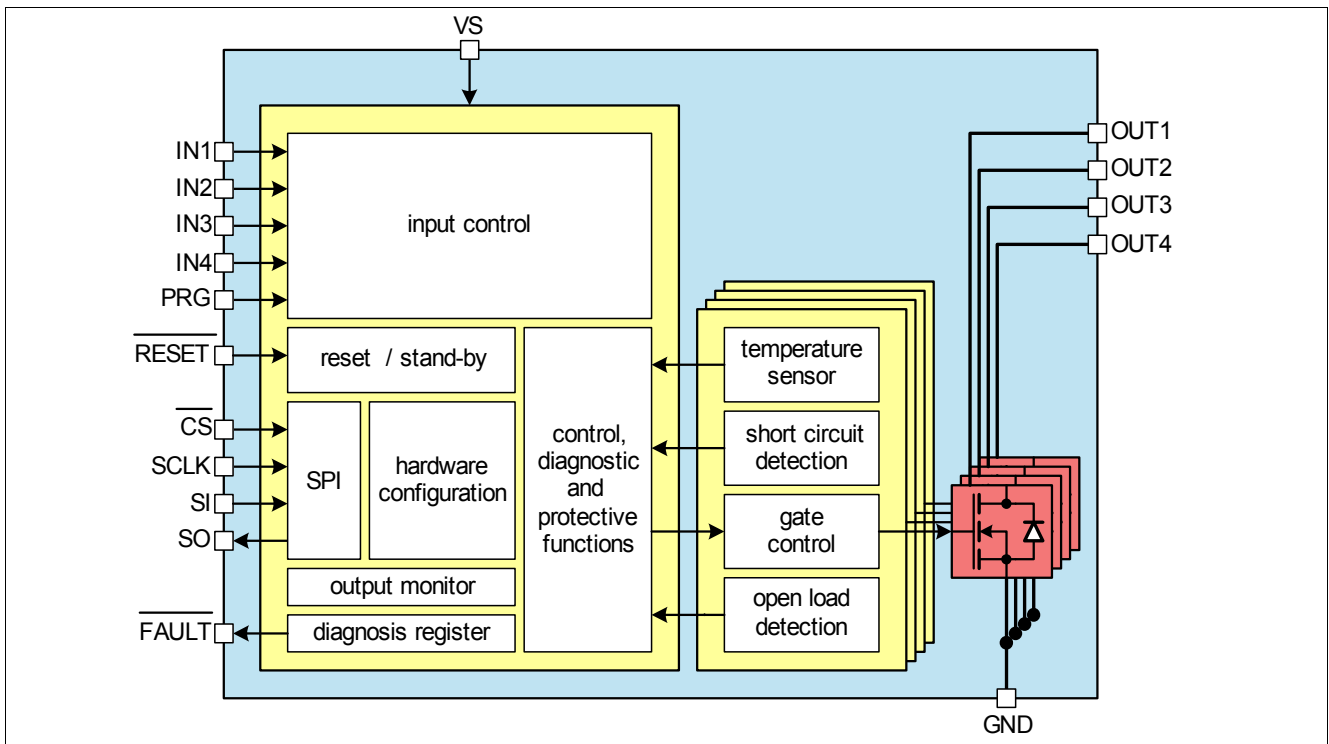 VS
IN1
IN2
IN3
IN4
PRG
RESET
CS
SCLK
SI
SO
FAULT
input control
reset / stand-by
SPI
hardware
configuration
output monitor
diagnosis register
control,
diagnostic
and
protective
functions
temperature
sensor
short circuit
detection
gate
control
open load
detection
OUT1
OUT2
OUT3
OUT4
GND